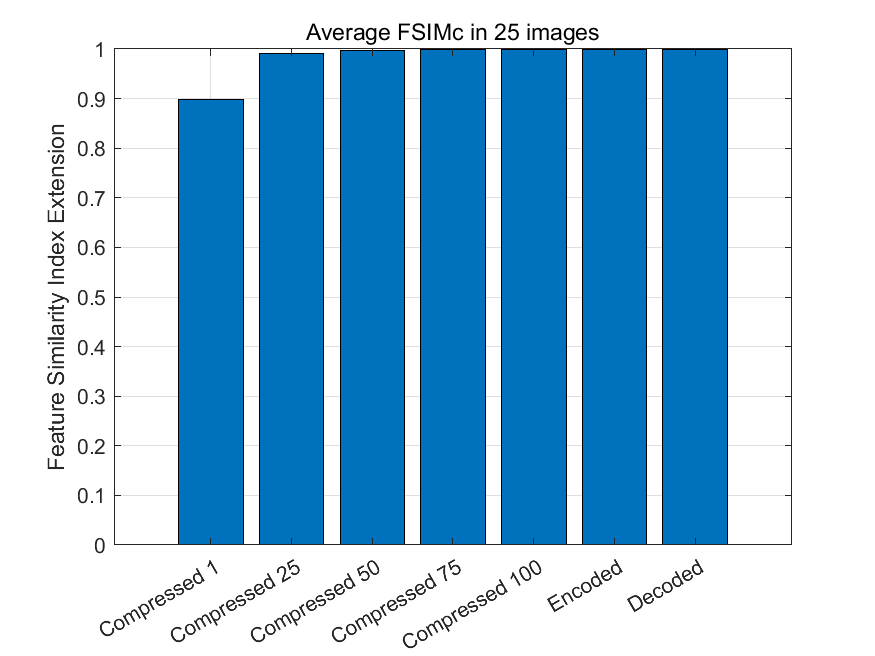 Average FSIMc in 25 images
Feature Similarity Index Extension
1
0.9
0.8
0.7
0.6
0.5
0.4
0.3
0.2
0.1
0
Compressed 1
Compressed 25
Compressed 50
Compressed 75
Compressed 100
Encoded
Decoded